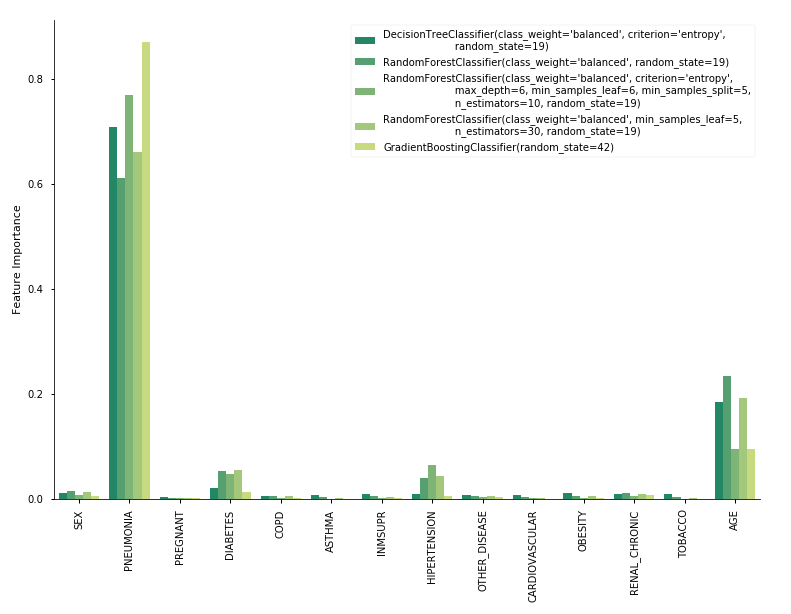 DecisionTreeClassifier(class_weight='balanced', criterion='entropy',
random_state=19)
RandomForestClassifier(class_weight='balanced', random_state=19)
RandomForestClassifier(class_weight='balanced', criterion='entropy',
max_depth=6, min_samples_leaf=6, min_samples_split=5,
n_estimators=10, random_state=19)
RandomForestClassifier(class_weight='balanced', min_samples_leaf=5,
n_estimators=30, random_state=19)
GradientBoostingClassifier(random_state=42)
Feature Importance
0.8
0.6
0.4
0.2
0.0
SEX
PNEUMONIA
PREGNANT
DIABETES
COPD
ASTHMA
INMSUPR
HIPERTENSION
OTHER_DISEASE
CARDIOVASCULAR
OBESITY
RENAL_CHRONIC
TOBACCO
AGE